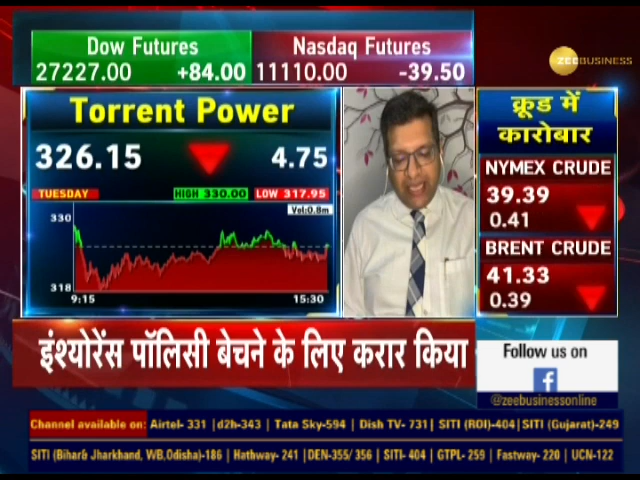 Dow Futures
27227.00 +84.00
Nasdaq Futures
11110.00 -39.50
ZEEBUSINESS
Torrent Power
326.15 4.75
TUESDAY HIGH 330.00 LOW 317.95
Vol:0.8m
330
318
9:15 15:30
क्रूड में
कारोबार
NYMEX CRUDE
39.39
0.41
BRENT CRUDE
41.33
0.39
इंश्योरेंस पॉलिसी बेचने के लिए करार किया
Follow us on
f
@zeebusinessonline
Channel available on: Airtel- 331 | d2h-343 | Tata Sky-594 | Dish TV- 731| SITI (ROI)-404| SITI (Gujarat)-249
SITI (Bihar& Jharkhand, WB,Odisha)-186 | Hathway- 241 |DEN-355/ 356 | SITI- 404 | GTPL- 259 | Fastway- 220 | UCN-122